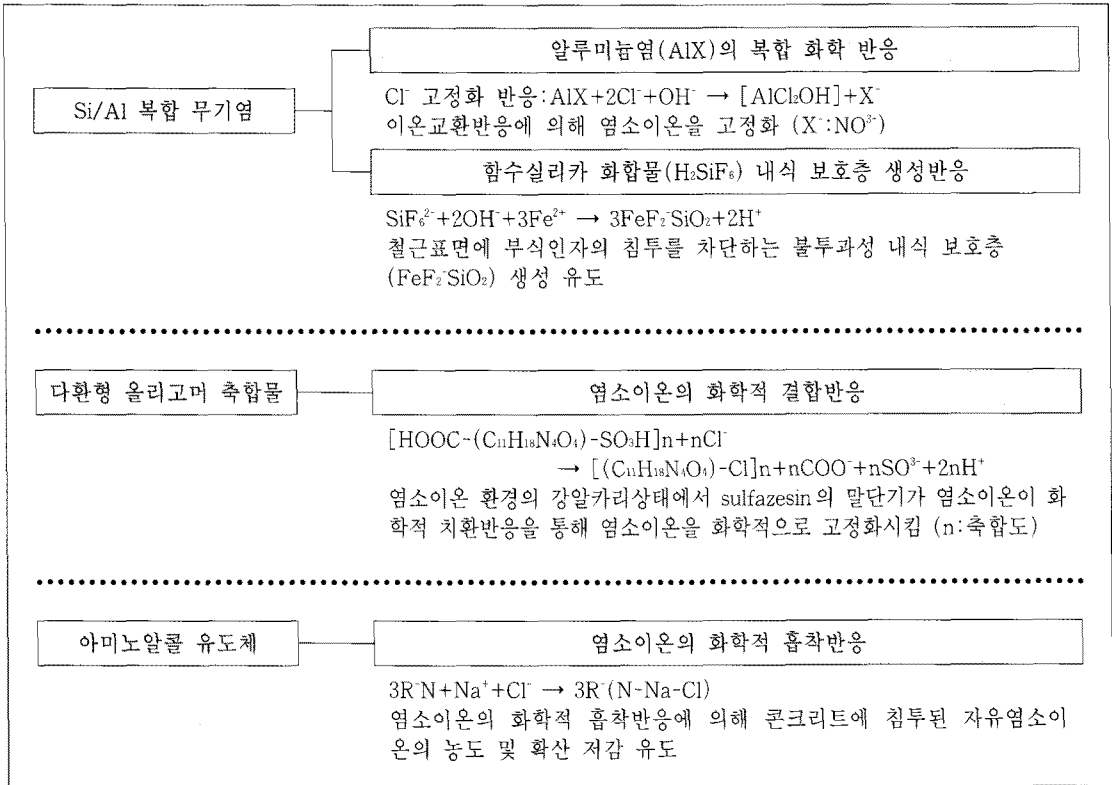 알루미늄염(AlX)의 복합 화학 반응
Si/Al 복합 무기염
Cl⁻ 고정화 반응:AlX+2Cl⁻+OH⁻ → [AlCl₂OH]+X⁻
이온교환반응에 의해 염소이온을 고정화 (X⁻:NO³⁻)
함수실리카 화합물(H₂SiF₆) 내식 보호층 생성반응
SiF₆²⁻+2OH⁻+3Fe²⁺ → 3FeF₂⁻SiO₂+2H⁺
철근표면에 부식인자의 침투를 차단하는 불투과성 내식 보호층
(FeF₂⁻SiO₂) 생성 유도
다환형 올리고머 축합물
염소이온의 화학적 결합반응
[HOOC-(C₁₁H₁₈N₄O₄)-SO₃H]n+nCl⁻
→ [(C₁₁H₁₈N₄O₄)-Cl]n+nCOO⁻+nSO³⁻+2nH⁺
염소이온 환경의 강알카리상태에서 sulfazesin의 말단기가 염소이온이 화
학적 치환반응을 통해 염소이온을 화학적으로 고정화시킴 (n:축합도)
아미노알콜 유도체
염소이온의 화학적 흡착반응
3R⁻N+Na⁺+Cl⁻ → 3R⁻(N-Na-Cl)
염소이온의 화학적 흡착반응에 의해 콘크리트에 침투된 자유염소이
온의 농도 및 확산 저감 유도